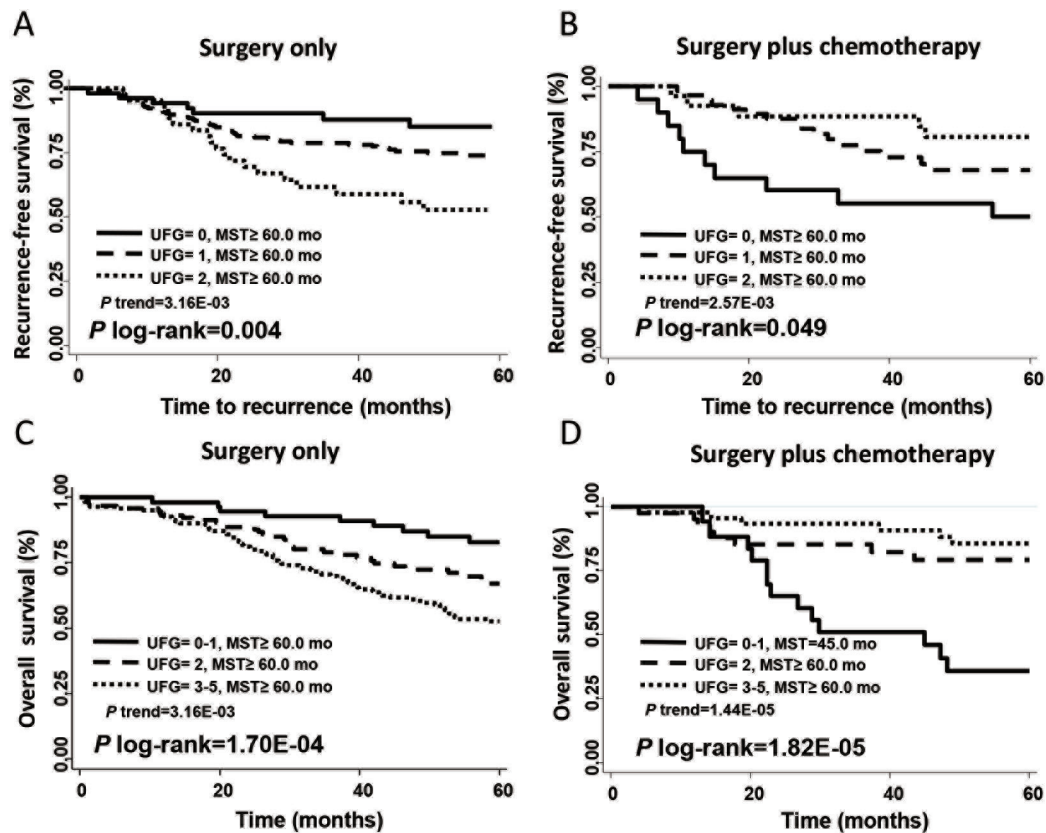 A
Surgery only
Recurrence-free survival (%)
1.00
0.75
0.50
0.25
0.00
UFG= 0, MST≥ 60.0 mo
UFG= 1, MST≥ 60.0 mo
UFG= 2, MST≥ 60.0 mo
P trend=3.16E-03
P log-rank=0.004
0 20 40 60
Time to recurrence (months)
B
Surgery plus chemotherapy
Recurrence-free survival (%)
1.00
0.75
0.50
0.25
0.00
UFG= 0, MST≥ 60.0 mo
UFG= 1, MST≥ 60.0 mo
UFG= 2, MST≥ 60.0 mo
P trend=2.57E-03
P log-rank=0.049
0 20 40 60
Time to recurrence (months)
C
Surgery only
Overall survival (%)
1.00
0.75
0.50
0.25
0.00
UFG= 0-1, MST≥ 60.0 mo
UFG= 2, MST≥ 60.0 mo
UFG= 3-5, MST≥ 60.0 mo
P trend=3.16E-03
P log-rank=1.70E-04
0 20 40 60
Time (months)
D
Surgery plus chemotherapy
Overall survival (%)
1.00
0.75
0.50
0.25
0.00
UFG= 0-1, MST=45.0 mo
UFG= 2, MST≥ 60.0 mo
UFG= 3-5, MST≥ 60.0 mo
P trend=1.44E-05
P log-rank=1.82E-05
0 20 40 60
Time (months)